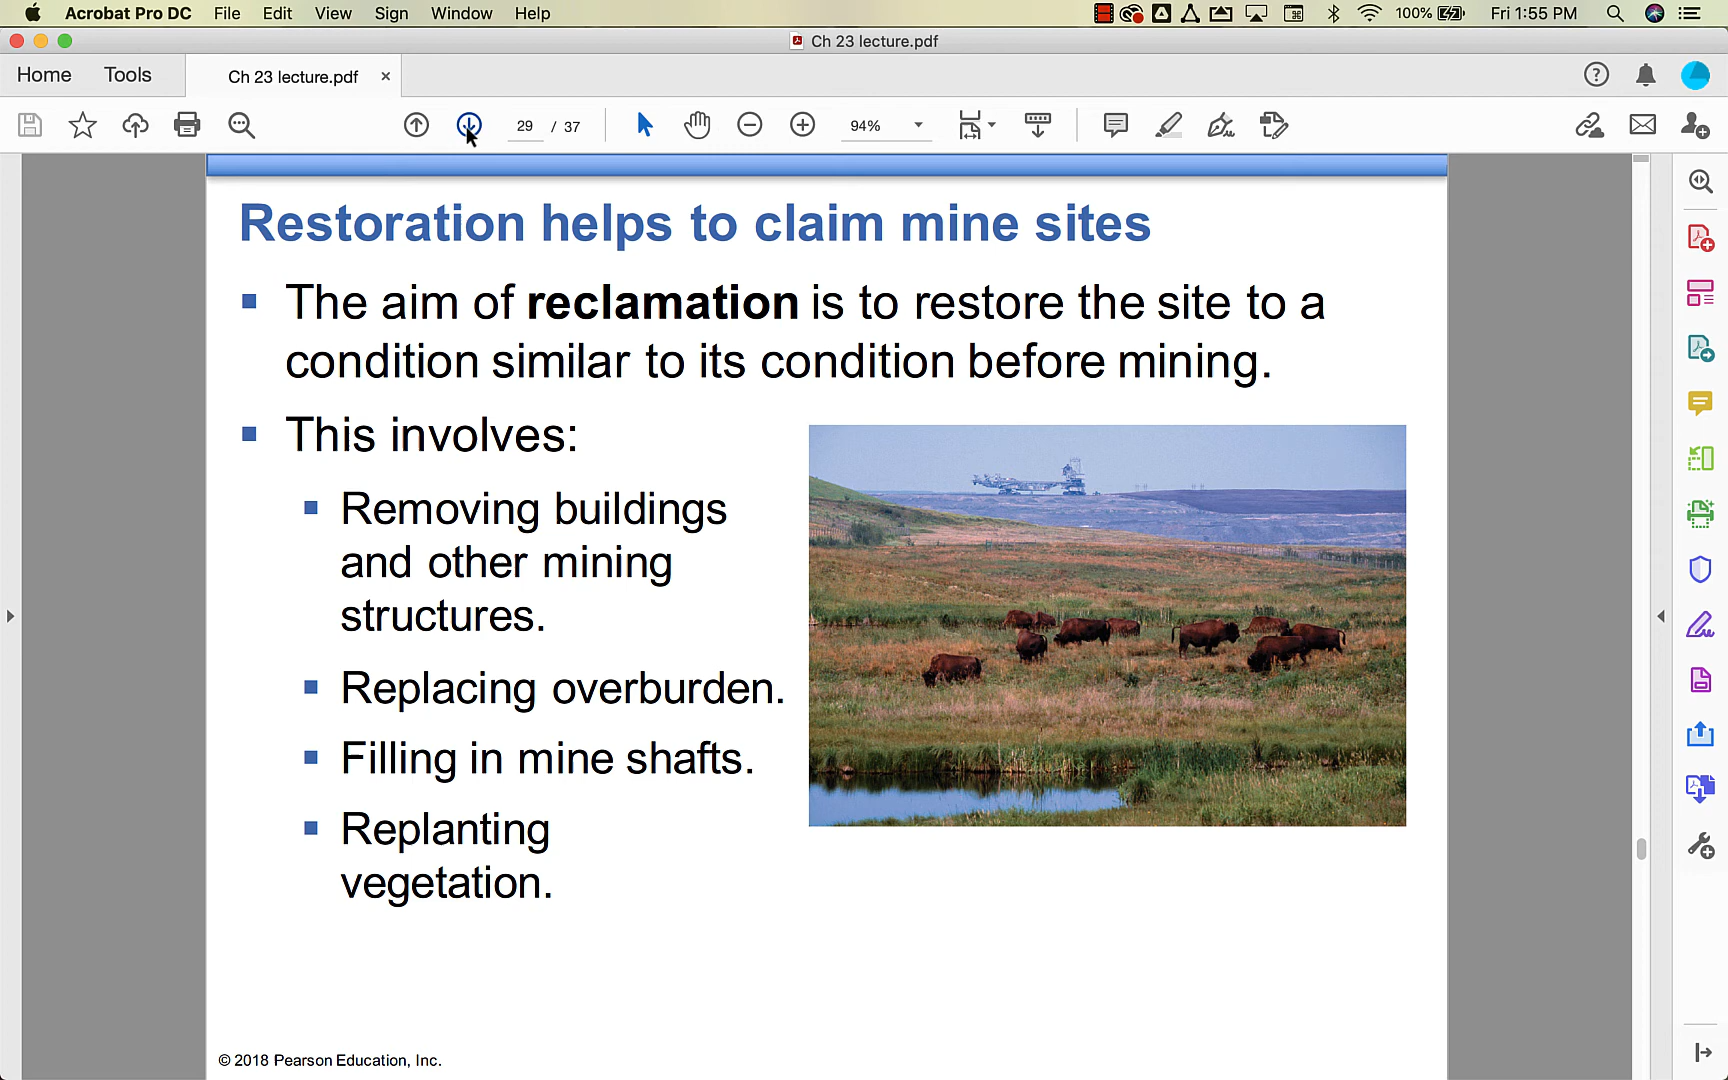 Acrobat Pro DC File Edit View Sign Window Help 100% Fri 1:55 PM
Ch 23 lecture.pdf
Home Tools Ch 23 lecture.pdf ×
29 / 37 94%
Restoration helps to claim mine sites
The aim of reclamation is to restore the site to a
condition similar to its condition before mining.
This involves:
Removing buildings
and other mining
structures.
Replacing overburden.
Filling in mine shafts.
Replanting
vegetation.
© 2018 Pearson Education, Inc.